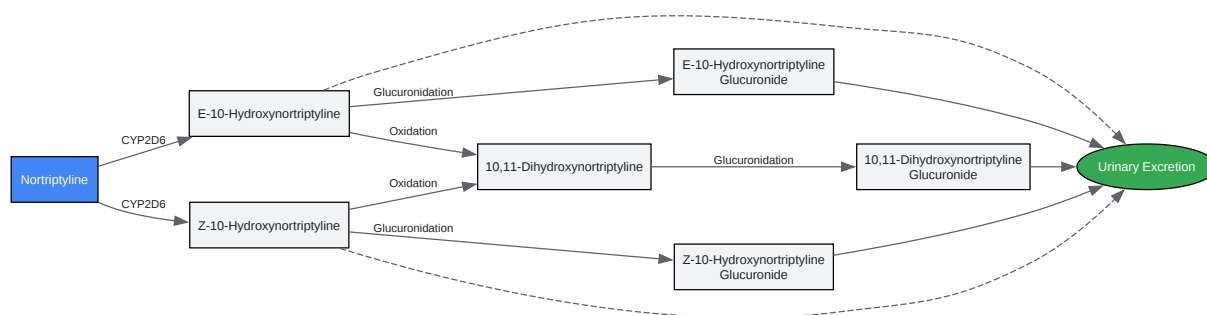 E-10-Hydroxynortriptyline
Glucuronide
Glucuronidation
E-10-Hydroxynortriptyline
Oxidation
CYP2D6
10,11-Dihydroxynortriptyline
Glucuronidation
10,11-Dihydroxynortriptyline
Glucuronide
Urinary Excretion
Nortriptyline
Oxidation
CYP2D6
Z-10-Hydroxynortriptyline
Glucuronidation
Z-10-Hydroxynortriptyline
Glucuronide